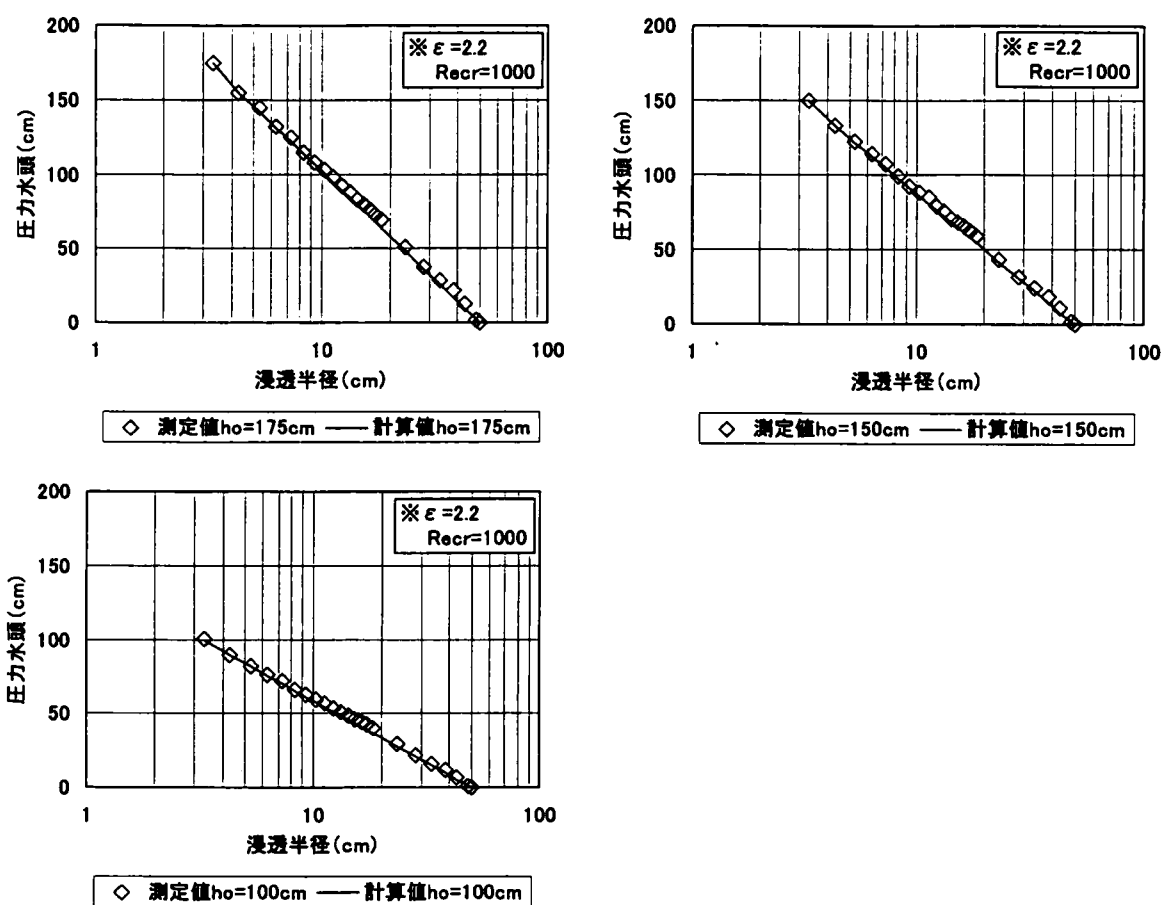 200
150
100
50
0
圧力水頭(cm)
※ ε=2.2
Recr=1000
1
10
100
浸透半径(cm)
◇ 測定値ho=175cm ── 計算値ho=175cm
200
150
100
50
0
圧力水頭(cm)
※ ε=2.2
Recr=1000
1
10
100
浸透半径(cm)
◇ 測定値ho=150cm ── 計算値ho=150cm
200
150
100
50
0
圧力水頭(cm)
※ ε=2.2
Recr=1000
1
10
100
浸透半径(cm)
◇ 測定値ho=100cm ── 計算値ho=100cm